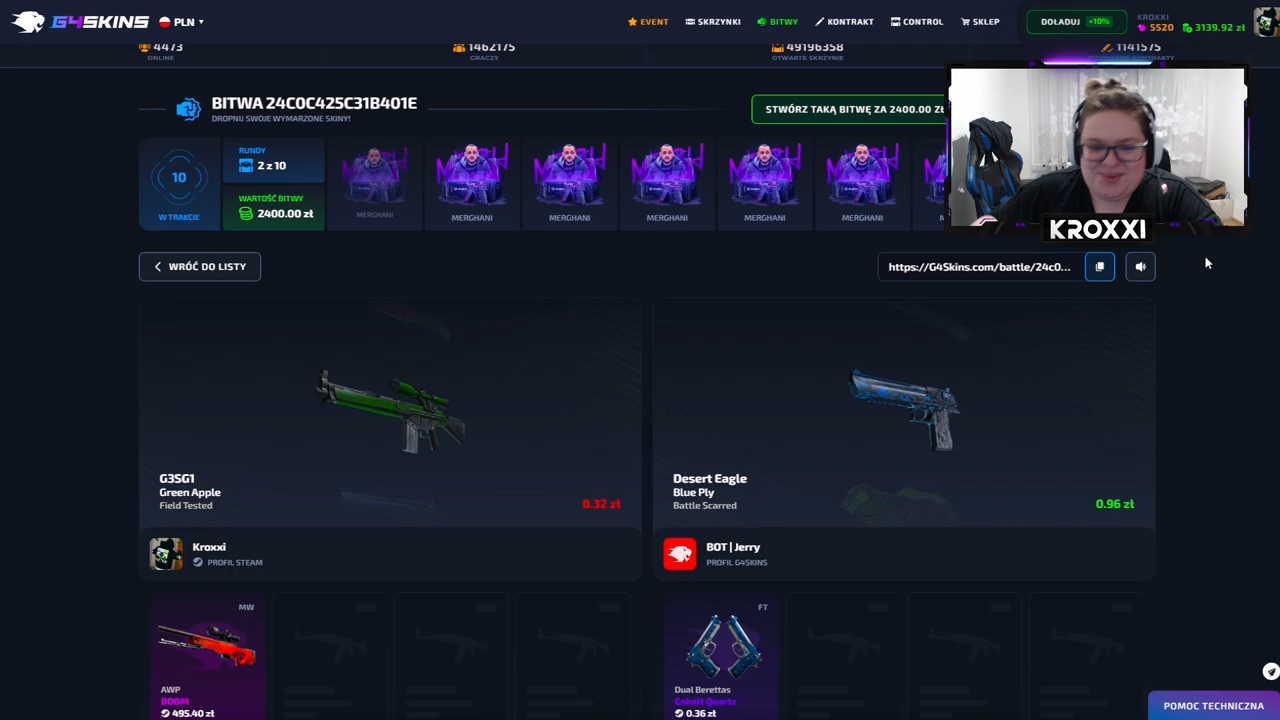 G4SKINS
PLN
EVENT
SKRZYNKI
BITWY
KONTRAKT
CONTROL
SKLEP
DOŁADUJ +10%
KROXXI
5520
3139.92 zł
4473
ONLINE
1462175
GRACZY
49196358
OTWARTE SKRZYNIE
1141575
BITWA 24C0C425C31B401E
DROPNIJ SWOJE WYMARZONE SKINY!
STWÓRZ TAKĄ BITWĘ ZA 2400.00 zł
10
W TRAKCIE
RUNDY
2 z 10
WARTOŚĆ BITWY
2400.00 zł
MERGHANI
MERGHANI
MERGHANI
MERGHANI
MERGHANI
MERGHANI
KROXXI
WRÓĆ DO LISTY
https://G4Skins.com/battle/24c0...
G3SG1
Green Apple
Field Tested
0.32 zł
Desert Eagle
Blue Ply
Battle Scarred
0.96 zł
Kroxxi
PROFIL STEAM
BOT | Jerry
PROFIL G4SKINS
MW
AWP
BOOM
495.40 zł
FT
Dual Berettas
Cobalt Quartz
0.36 zł
POMOC TECHNICZNA